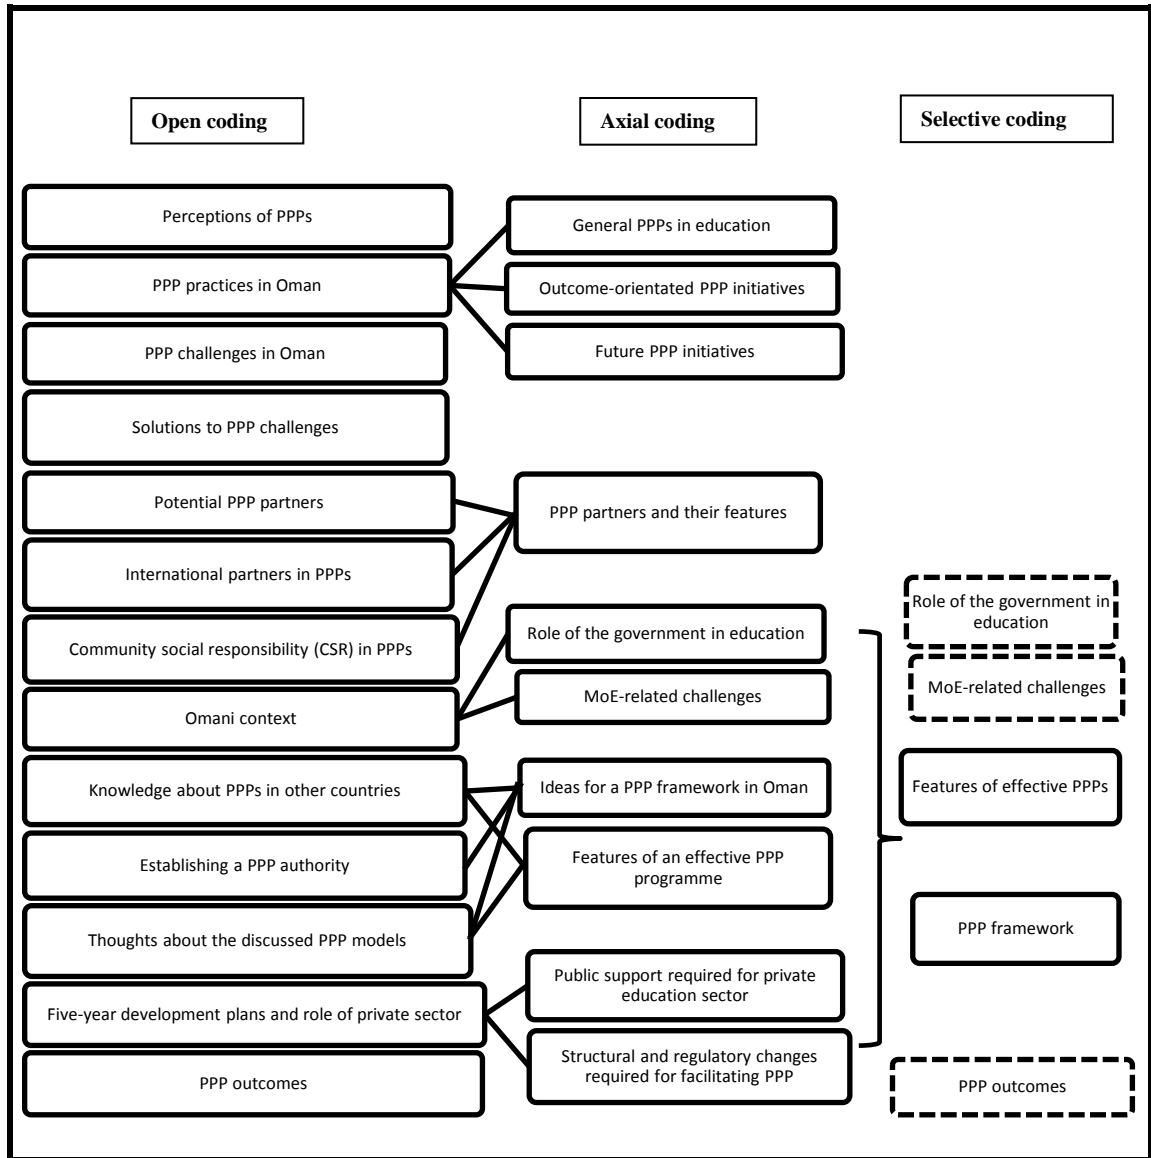 Open coding
Axial coding
Selective coding
Perceptions of PPPs
PPP practices in Oman
PPP challenges in Oman
Solutions to PPP challenges
Potential PPP partners
International partners in PPPs
Community social responsibility (CSR) in PPPs
Omani context
Knowledge about PPPs in other countries
Establishing a PPP authority
Thoughts about the discussed PPP models
Five-year development plans and role of private sector
PPP outcomes
General PPPs in education
Outcome-orientated PPP initiatives
Future PPP initiatives
PPP partners and their features
Role of the government in education
MoE-related challenges
Ideas for a PPP framework in Oman
Features of an effective PPP
programme
Public support required for private
education sector
Structural and regulatory changes
required for facilitating PPP
Role of the government in
education
MoE-related challenges
Features of effective PPPs
PPP framework
PPP outcomes